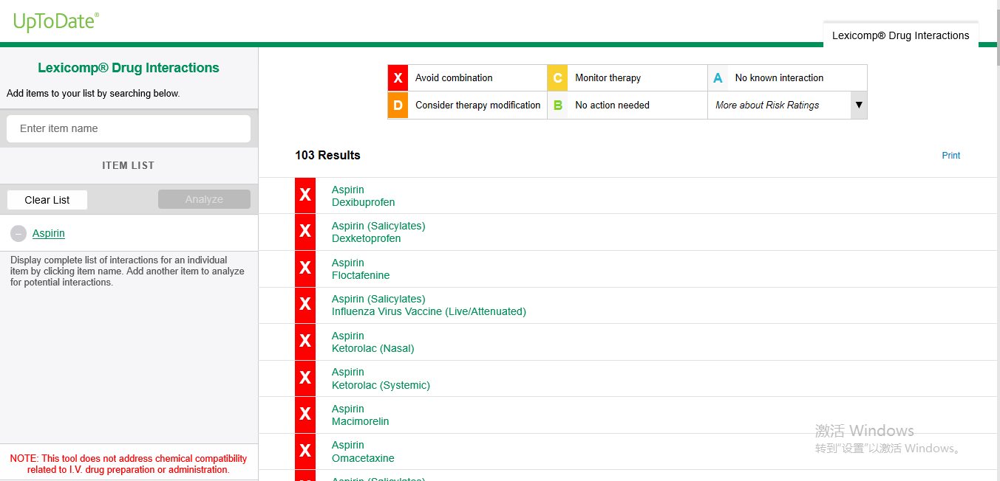 UpToDate®
Lexicomp® Drug Interactions
Lexicomp® Drug Interactions
Add items to your list by searching below.
Enter item name
ITEM LIST
Clear List
Analyze
Aspirin
Display complete list of interactions for an individual
item by clicking item name. Add another item to analyze
for potential interactions.
NOTE: This tool does not address chemical compatibility
related to I.V. drug preparation or administration.
X Avoid combination
C Monitor therapy
A No known interaction
D Consider therapy modification
B No action needed
More about Risk Ratings ▼
103 Results
Print
X Aspirin
Dexibuprofen
X Aspirin (Salicylates)
Dexketoprofen
X Aspirin
Floctafenine
X Aspirin (Salicylates)
Influenza Virus Vaccine (Live/Attenuated)
X Aspirin
Ketorolac (Nasal)
X Aspirin
Ketorolac (Systemic)
X Aspirin
Macimorelin
X Aspirin
Omacetaxine
Aspirin (Salicylates)
激活 Windows
转到“设置”以激活 Windows。